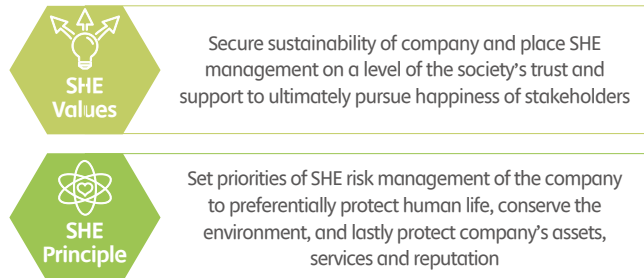 SHE
Values
Secure sustainability of company and place SHE
management on a level of the society's trust and
support to ultimately pursue happiness of stakeholders
SHE
Principle
Set priorities of SHE risk management of the company
to preferentially protect human life, conserve the
environment, and lastly protect company's assets,
services and reputation